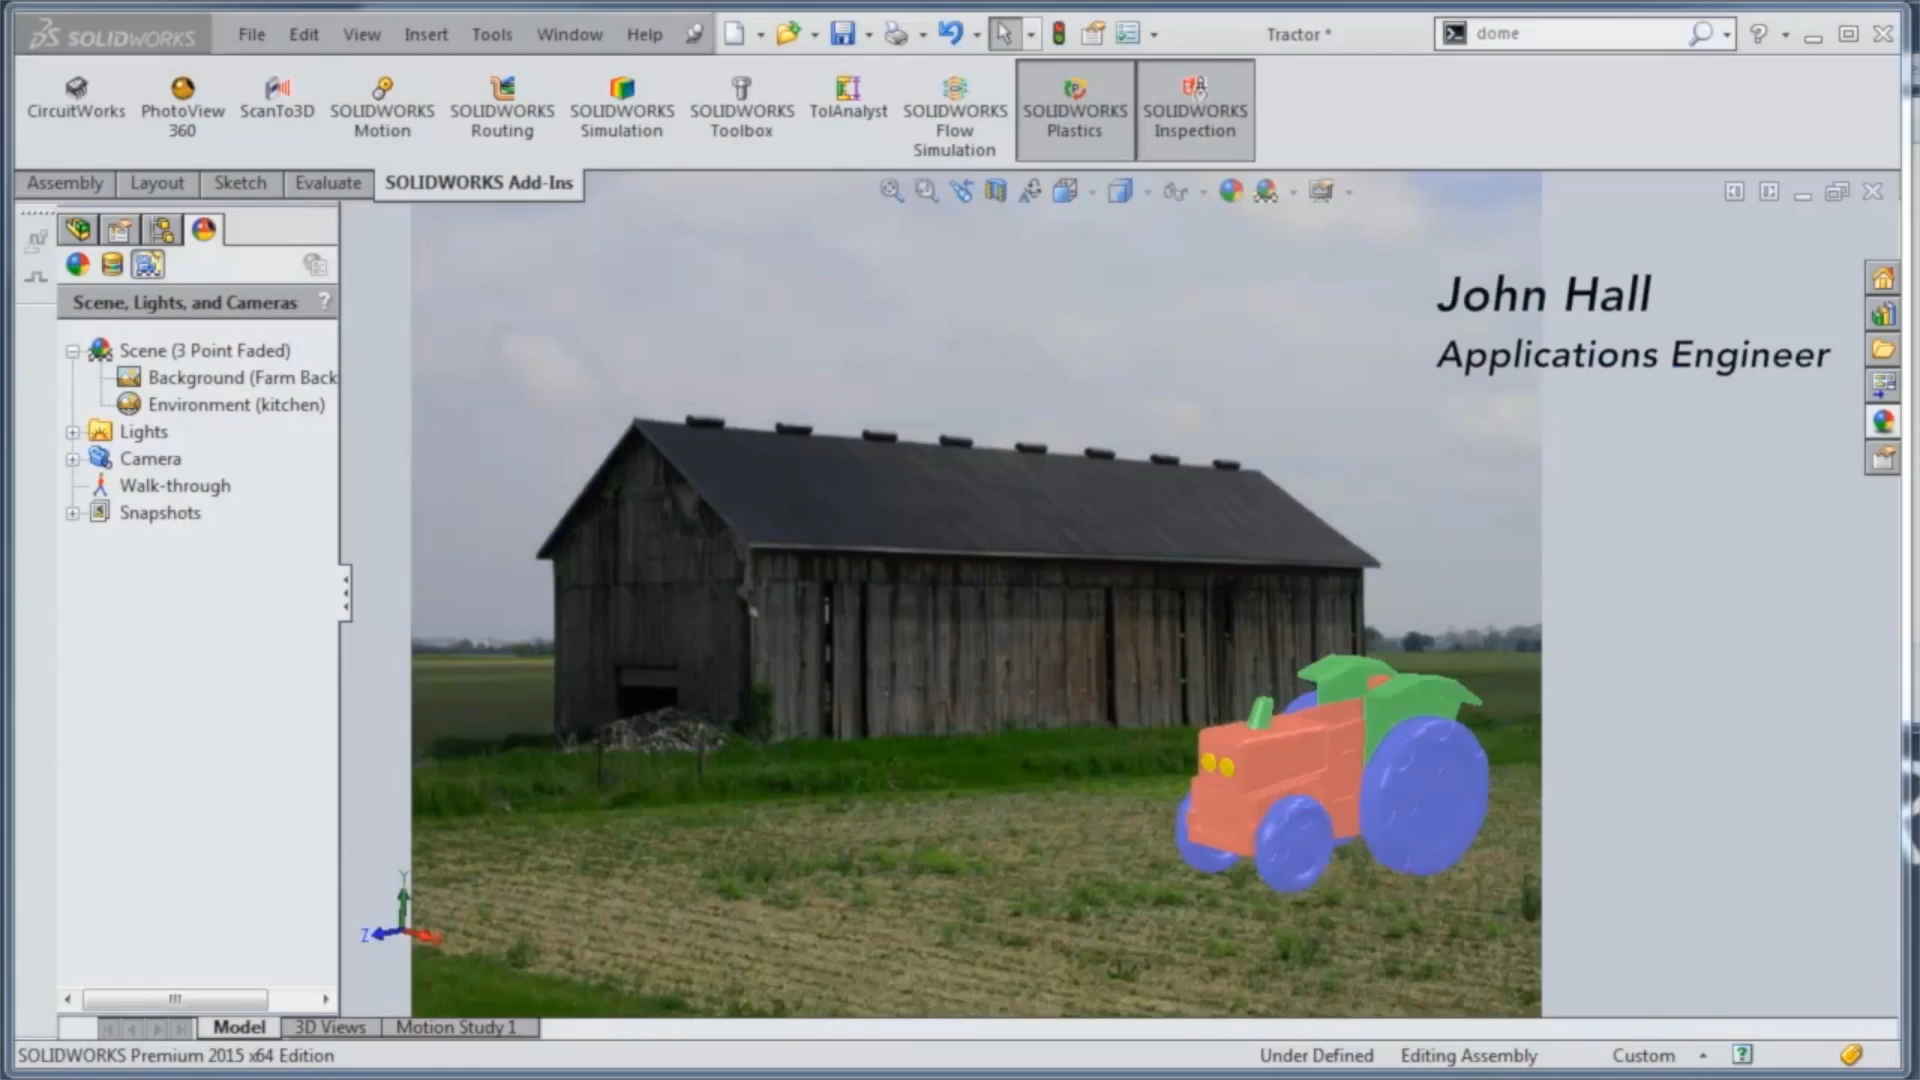 SOLIDWORKS File Edit View Insert Tools Window Help Tractor * dome
CircuitWorks
PhotoView
360
ScanTo3D
SOLIDWORKS
Motion
SOLIDWORKS
Routing
SOLIDWORKS
Simulation
SOLIDWORKS
Toolbox
TolAnalyst
SOLIDWORKS
Flow
Simulation
SOLIDWORKS
Plastics
SOLIDWORKS
Inspection
Assembly Layout Sketch Evaluate SOLIDWORKS Add-Ins
Scene, Lights, and Cameras ?
Scene (3 Point Faded)
Background (Farm Back
Environment (kitchen)
Lights
Camera
Walk-through
Snapshots
John Hall
Applications Engineer
Y
Z
Model 3D Views Motion Study 1
SOLIDWORKS Premium 2015 x64 Edition Under Defined Editing Assembly Custom